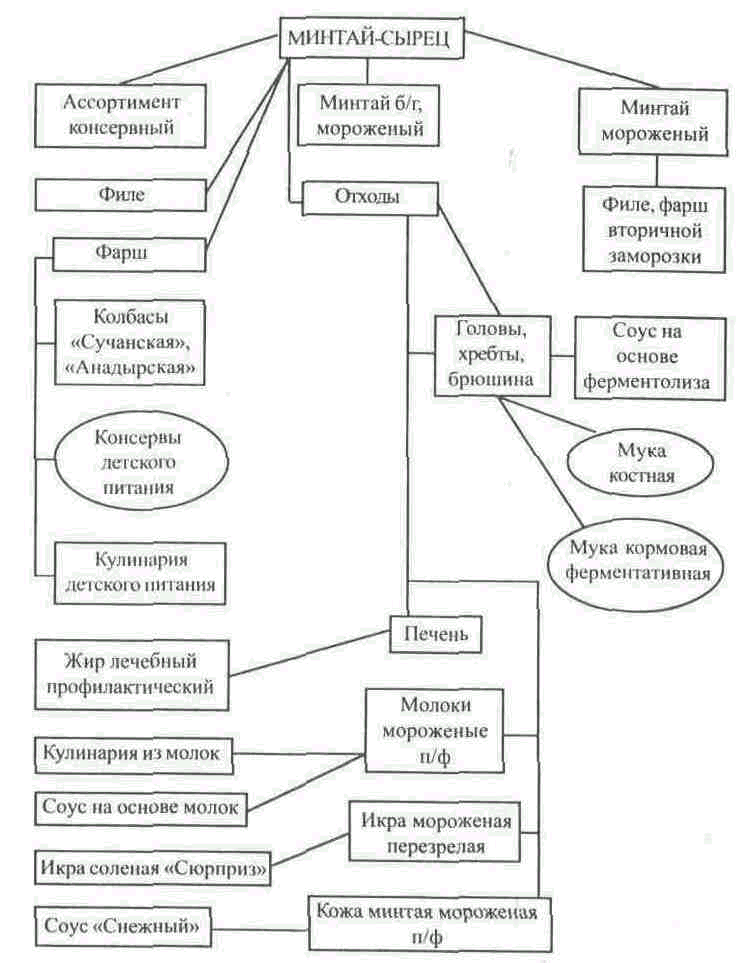 МИНТАЙ-СЫРЕЦ
Ассортимент
консервный
Минтай б/г,
мороженый
Минтай
мороженый
Филе
Отходы
Филе, фарш
вторичной
заморозки
Фарш
Колбасы
«Сучанская»,
«Анадырская»
Головы,
хребты,
брюшина
Соус на
основе
ферментолиза
Консервы
детского
питания
Мука
костная
Кулинария
детского питания
Мука кормовая
ферментативная
Печень
Жир лечебный
профилактический
Молоки
мороженые
п/ф
Кулинария из молок
Соус на основе молок
Икра мороженая
перезрелая
Икра соленая «Сюрприз»
Кожа минтая мороженая
п/ф
Соус «Снежный»